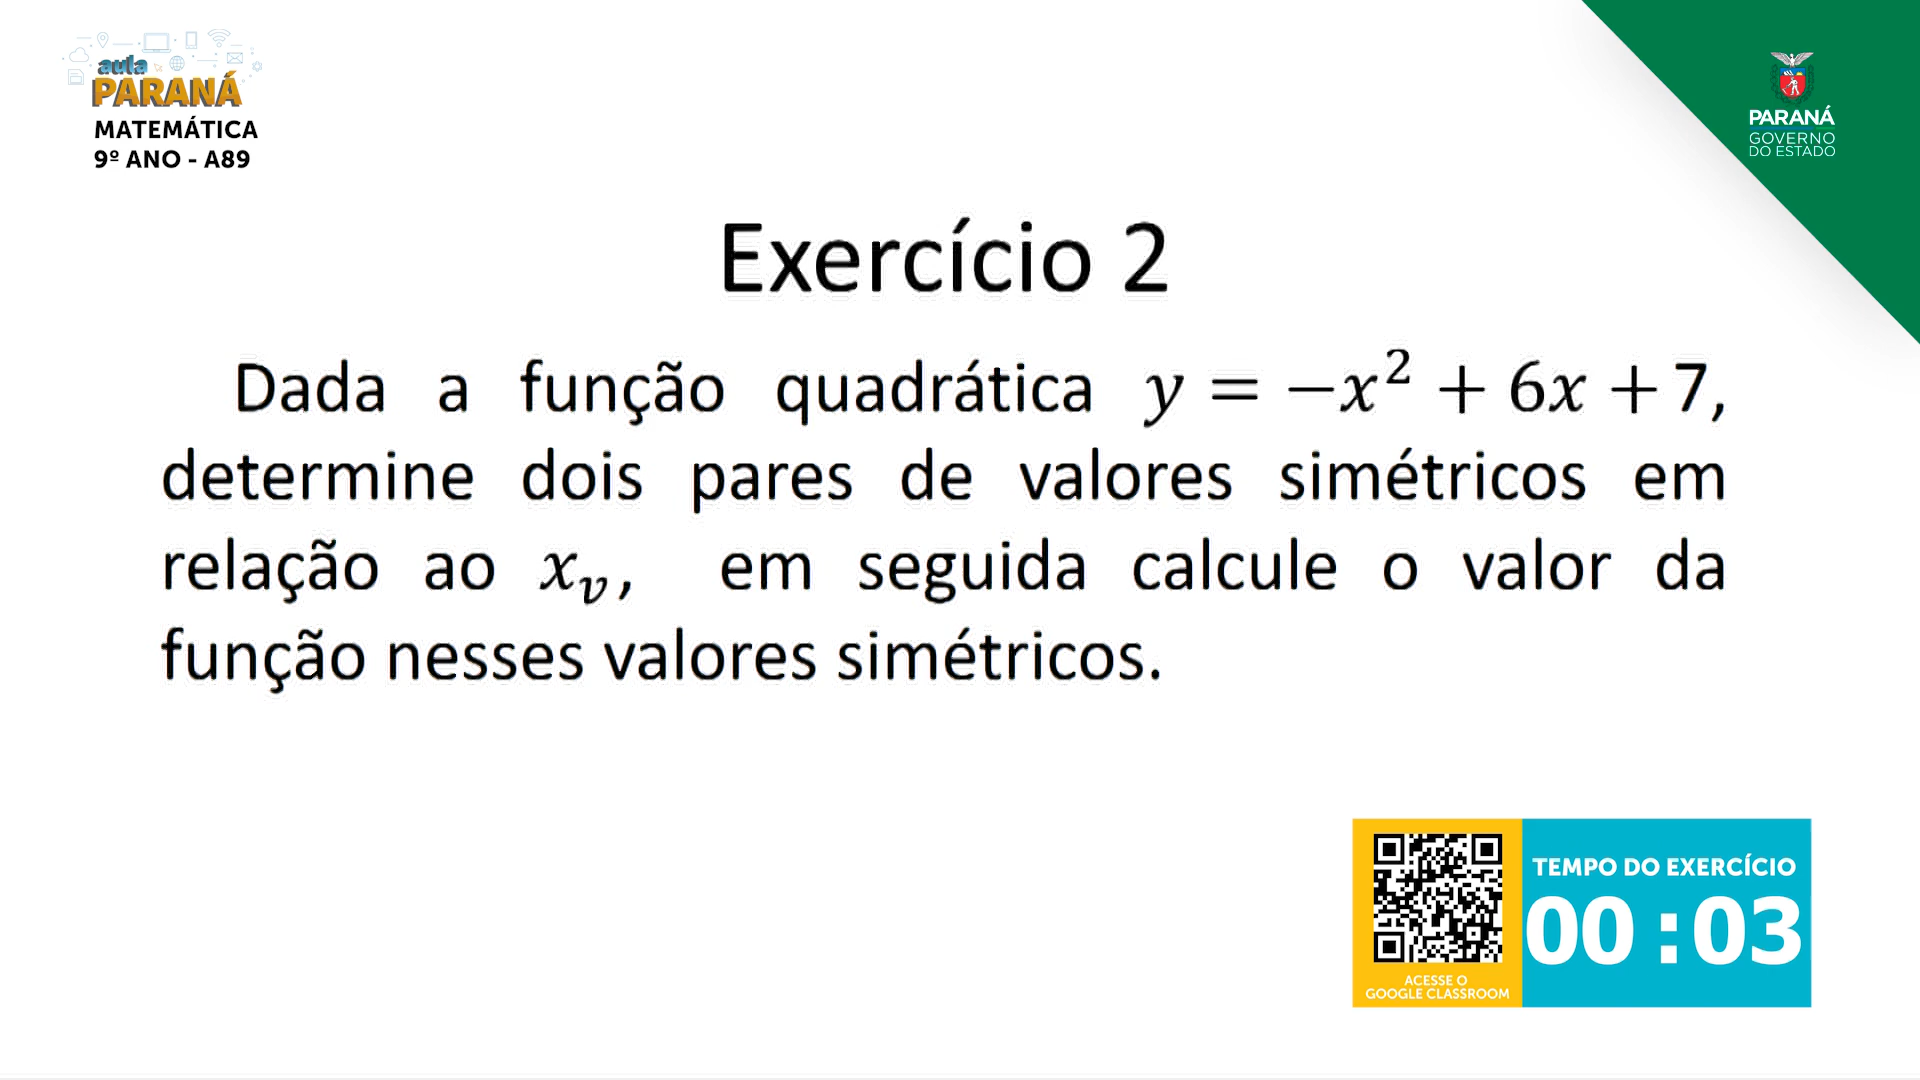 aula
PARANÁ
MATEMÁTICA
9º ANO - A89
PARANÁ
GOVERNO
DO ESTADO
Exercício 2
Dada a função quadrática y = −x² + 6x + 7,
determine dois pares de valores simétricos em
relação ao xᵥ, em seguida calcule o valor da
função nesses valores simétricos.
ACESSE O
GOOGLE CLASSROOM
TEMPO DO EXERCÍCIO
00:03